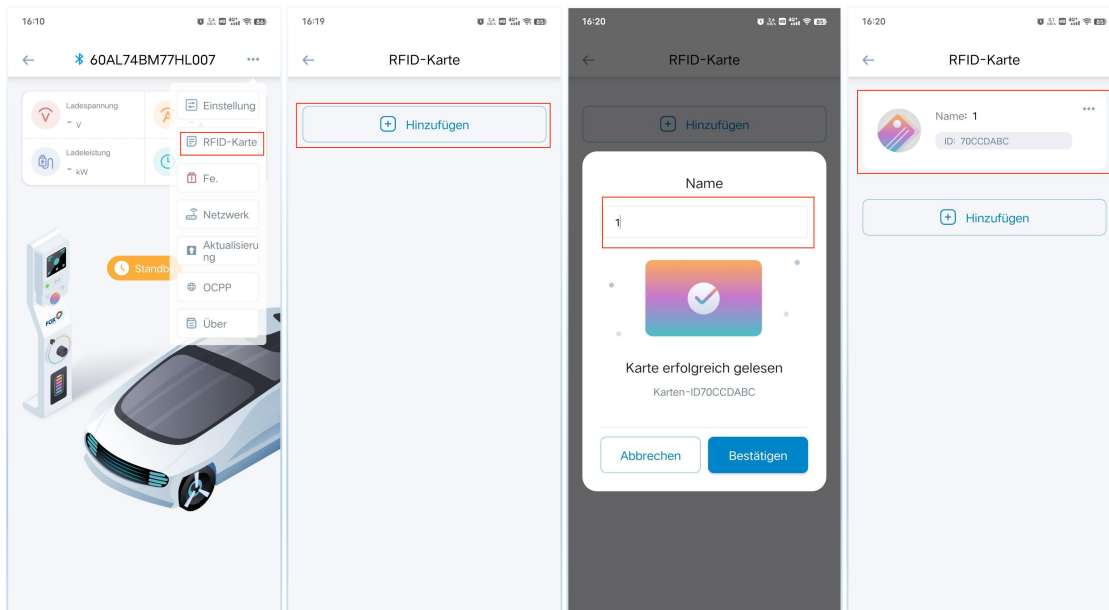 16:10
60AL74BM77HL007
Ladespannung
- V
Ladeleistung
- kW
Einstellung
RFID-Karte
Fe.
Netzwerk
Aktualisieru
ng
OCPP
Über
Standby
FOX
16:19
RFID-Karte
Hinzufügen
16:20
RFID-Karte
Hinzufügen
Name
1
Karte erfolgreich gelesen
Karten-ID70CCDABC
Abbrechen
Bestätigen
16:20
RFID-Karte
Name: 1
ID: 70CCDABC
Hinzufügen